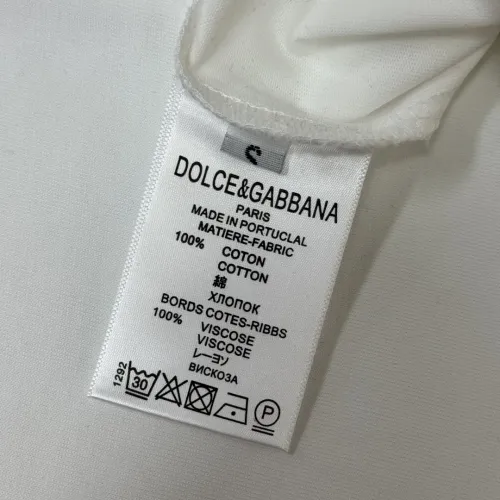 S
DOLCE&GABBANA
PARIS
MADE IN PORTUCLAL
MATIERE-FABRIC
100% COTON
COTTON
綿
ХЛОПОК
BORDS COTES-RIBBS
100% VISCOSE
VISCOSE
レーヨソ
ВИСКОЗА
1292
30
P